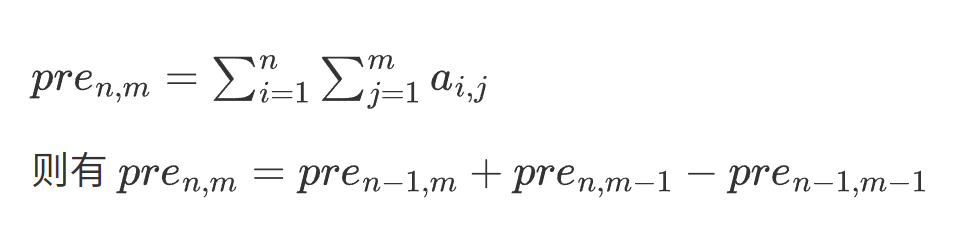 $pre_{n,m} = \sum_{i=1}^{n} \sum_{j=1}^{m} a_{i,j}$
则有 $pre_{n,m} = pre_{n-1,m} + pre_{n,m-1} - pre_{n-1,m-1}$